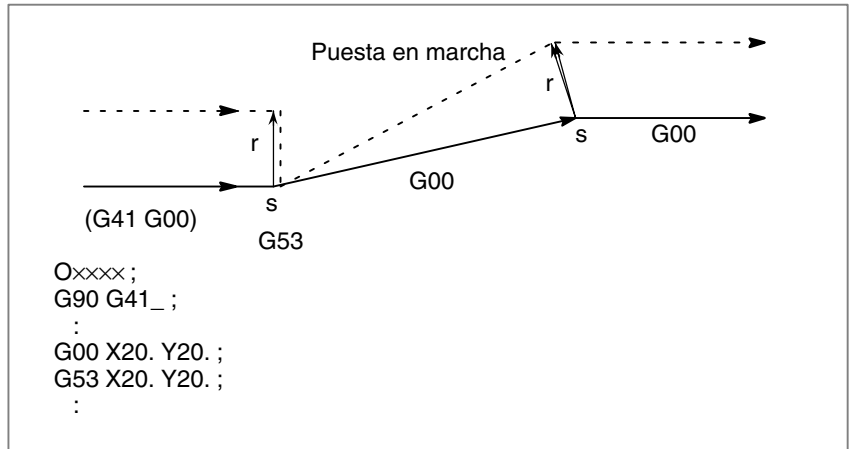 Puesta en marcha
r
r
s
G00
G00
s
(G41 G00)
G53
O×××× ;
G90 G41_ ;
:
G00 X20. Y20. ;
G53 X20. Y20. ;
: